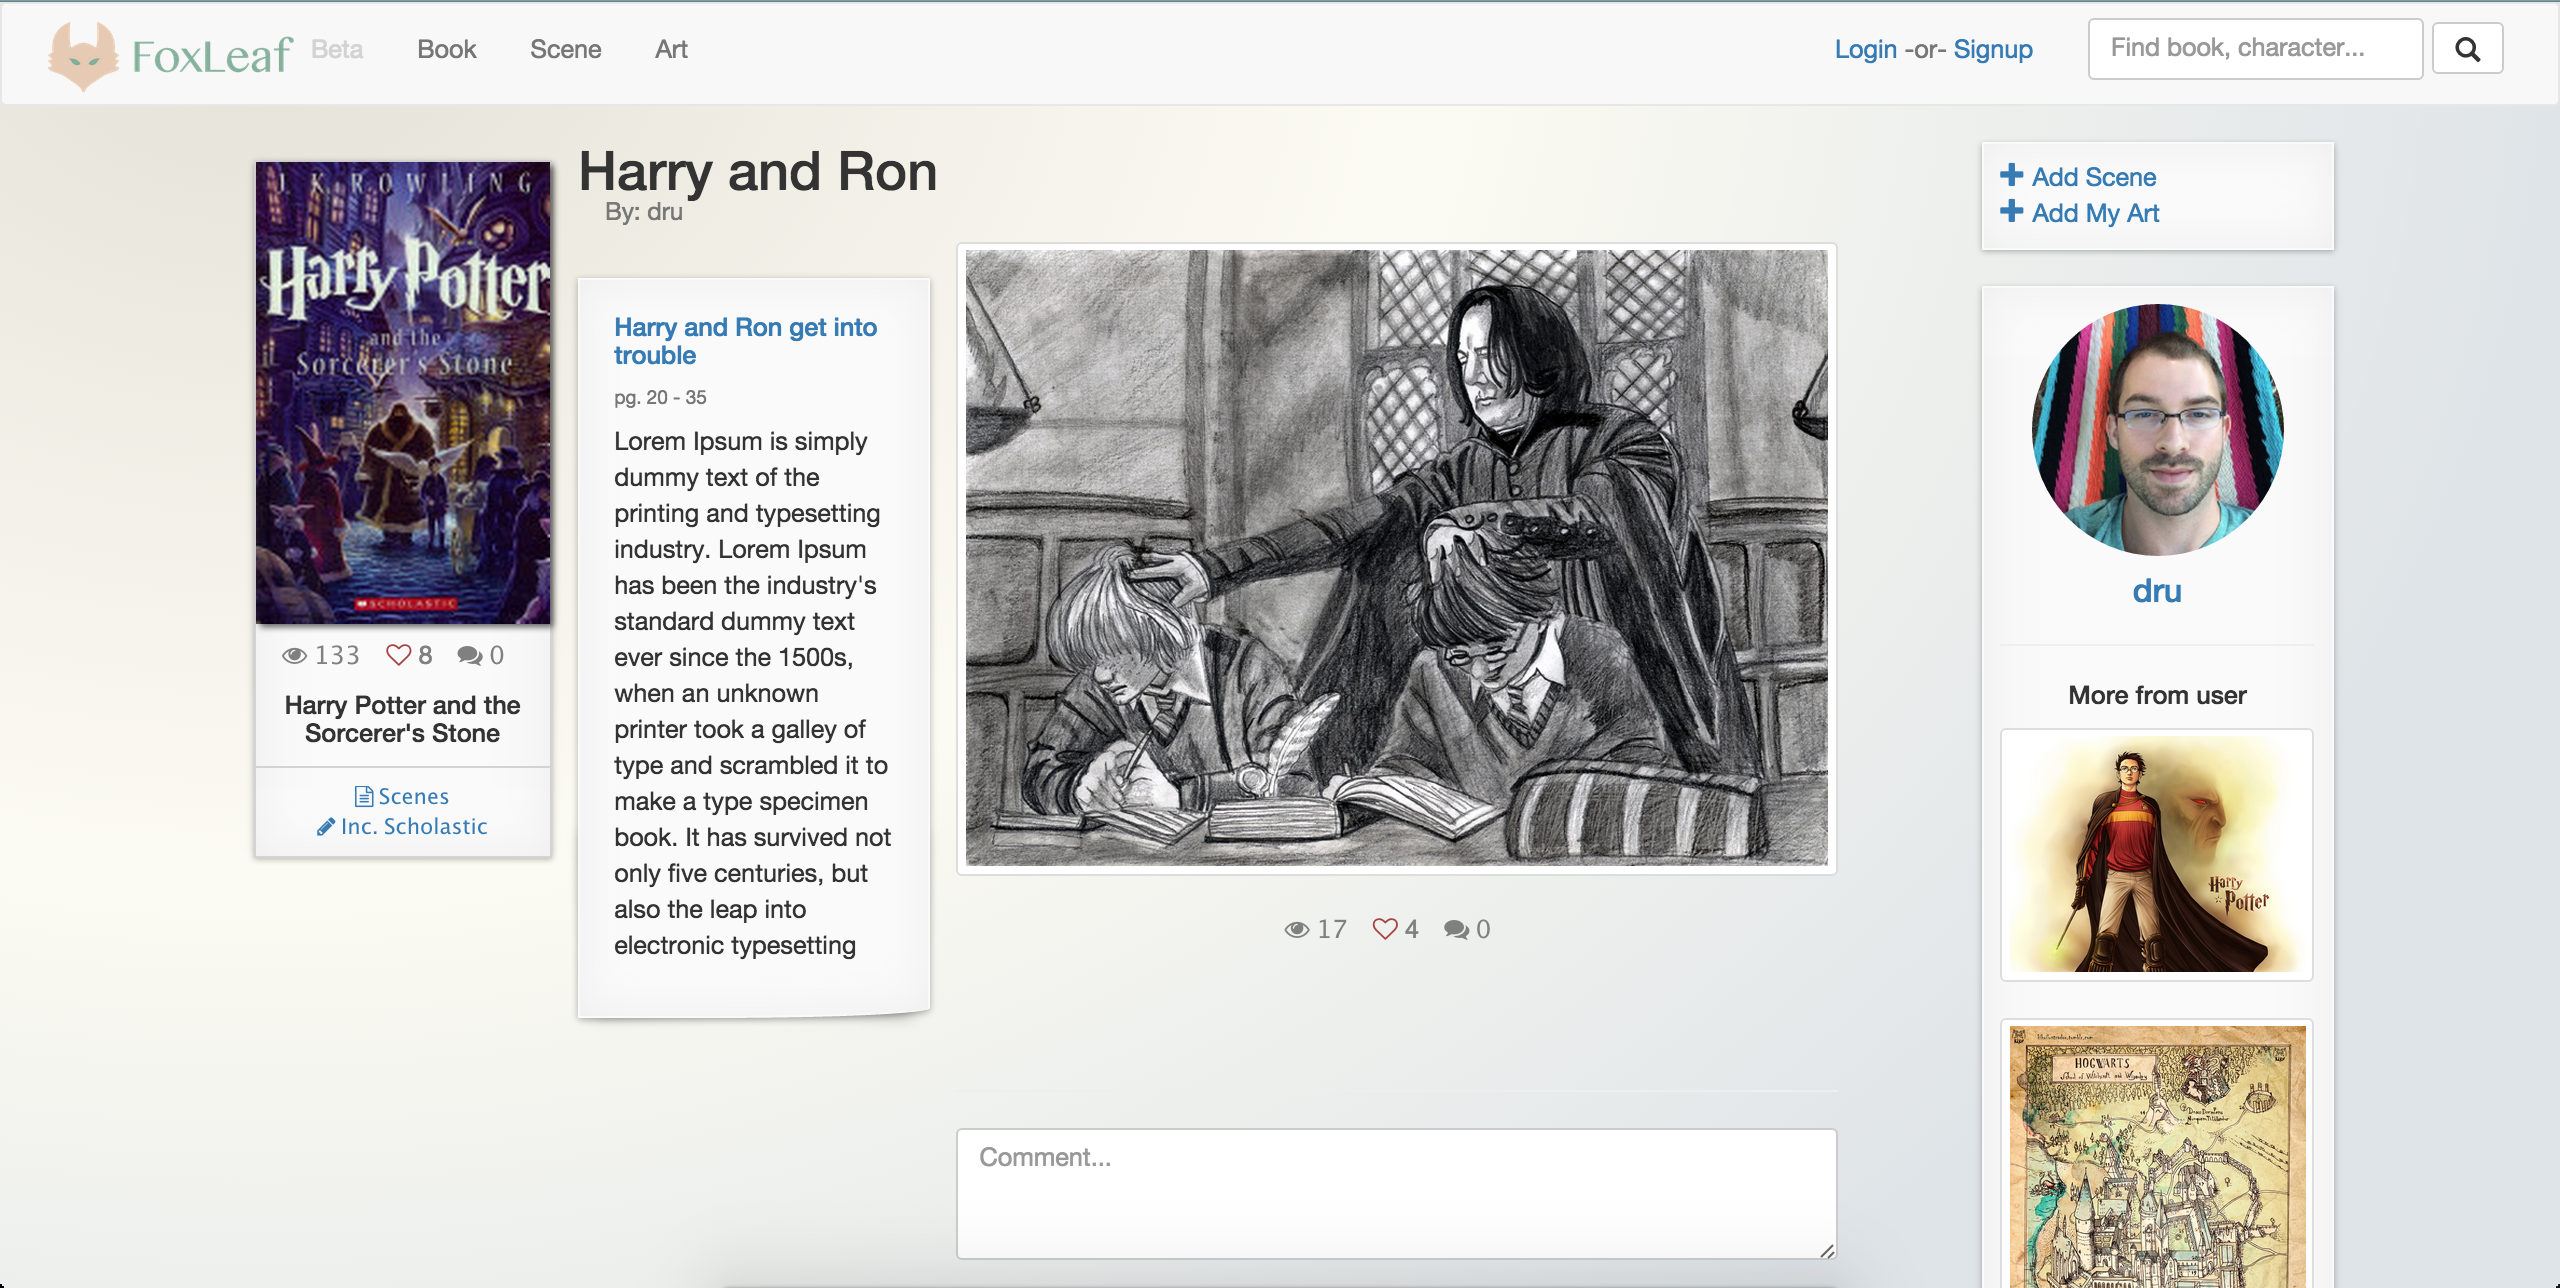 FoxLeaf Beta Book Scene Art Login -or- Signup Find book, character...
J. K. ROWLING
Harry Potter
and the
Sorcerer's Stone
SCHOLASTIC
133 8 0
Harry Potter and the
Sorcerer's Stone
Scenes
Inc. Scholastic
Harry and Ron
By: dru
Harry and Ron get into
trouble
pg. 20 - 35
Lorem Ipsum is simply
dummy text of the
printing and typesetting
industry. Lorem Ipsum
has been the industry's
standard dummy text
ever since the 1500s,
when an unknown
printer took a galley of
type and scrambled it to
make a type specimen
book. It has survived not
only five centuries, but
also the leap into
electronic typesetting
17 4 0
Comment...
Add Scene
Add My Art
dru
More from user
Harry
Potter
HOGWARTS
School of Witchcraft and Wizardry